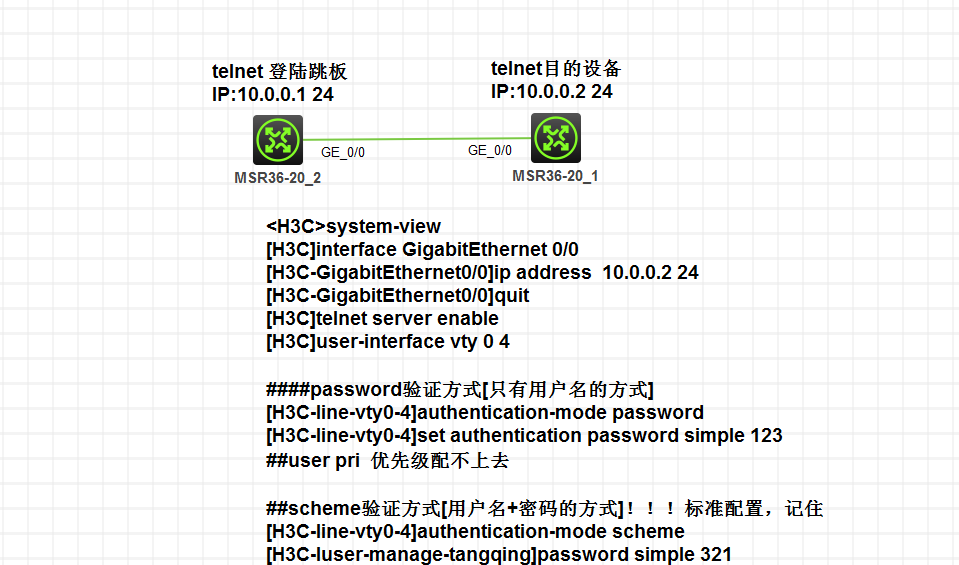 telnet 登陆跳板
IP:10.0.0.1 24
telnet目的设备
IP:10.0.0.2 24
GE_0/0
GE_0/0
MSR36-20_2
MSR36-20_1
<H3C>system-view
[H3C]interface GigabitEthernet 0/0
[H3C-GigabitEthernet0/0]ip address  10.0.0.2 24
[H3C-GigabitEthernet0/0]quit
[H3C]telnet server enable
[H3C]user-interface vty 0 4
####password验证方式[只有用户名的方式]
[H3C-line-vty0-4]authentication-mode password
[H3C-line-vty0-4]set authentication password simple 123
##user pri  优先级配不上去
##scheme验证方式[用户名+密码的方式]！！！标准配置，记住
[H3C-line-vty0-4]authentication-mode scheme
[H3C-luser-manage-tangqing]password simple 321